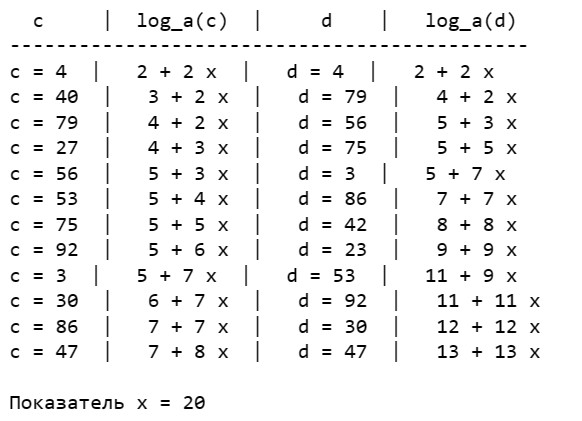 c | log_a(c) | d | log_a(d)
-----------------------------------------------
c = 4 | 2 + 2 x | d = 4 | 2 + 2 x
c = 40 | 3 + 2 x | d = 79 | 4 + 2 x
c = 79 | 4 + 2 x | d = 56 | 5 + 3 x
c = 27 | 4 + 3 x | d = 75 | 5 + 5 x
c = 56 | 5 + 3 x | d = 3 | 5 + 7 x
c = 53 | 5 + 4 x | d = 86 | 7 + 7 x
c = 75 | 5 + 5 x | d = 42 | 8 + 8 x
c = 92 | 5 + 6 x | d = 23 | 9 + 9 x
c = 3 | 5 + 7 x | d = 53 | 11 + 9 x
c = 30 | 6 + 7 x | d = 92 | 11 + 11 x
c = 86 | 7 + 7 x | d = 30 | 12 + 12 x
c = 47 | 7 + 8 x | d = 47 | 13 + 13 x
Показатель x = 20